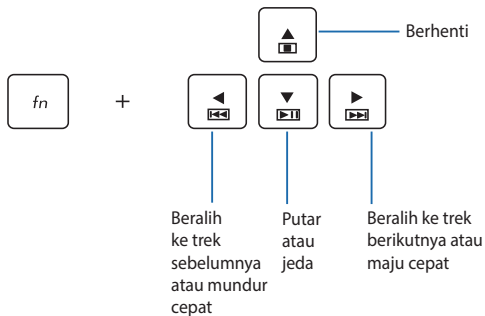 Berhenti
fn
+
Beralih
ke trek
sebelumnya
atau mundur
cepat
Putar
atau
jeda
Beralih ke trek
berikutnya atau
maju cepat